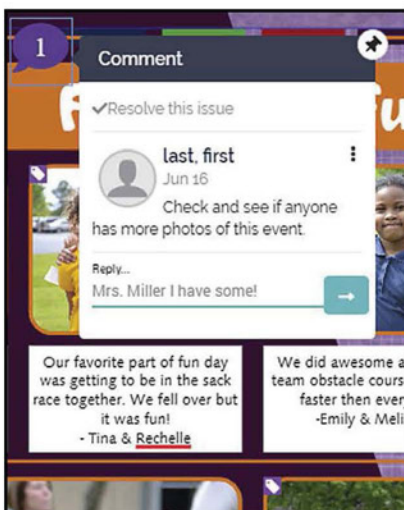 1
Comment
Resolve this issue
last, first
Jun 16
Check and see if anyone
has more photos of this event.
Reply...
Mrs. Miller I have some!
Our favorite part of fun day
was getting to be in the sack
race together. We fell over but
it was fun!
- Tina & Rechelle
We did awesome a
team obstacle cours
faster then ever
-Emily & Meli